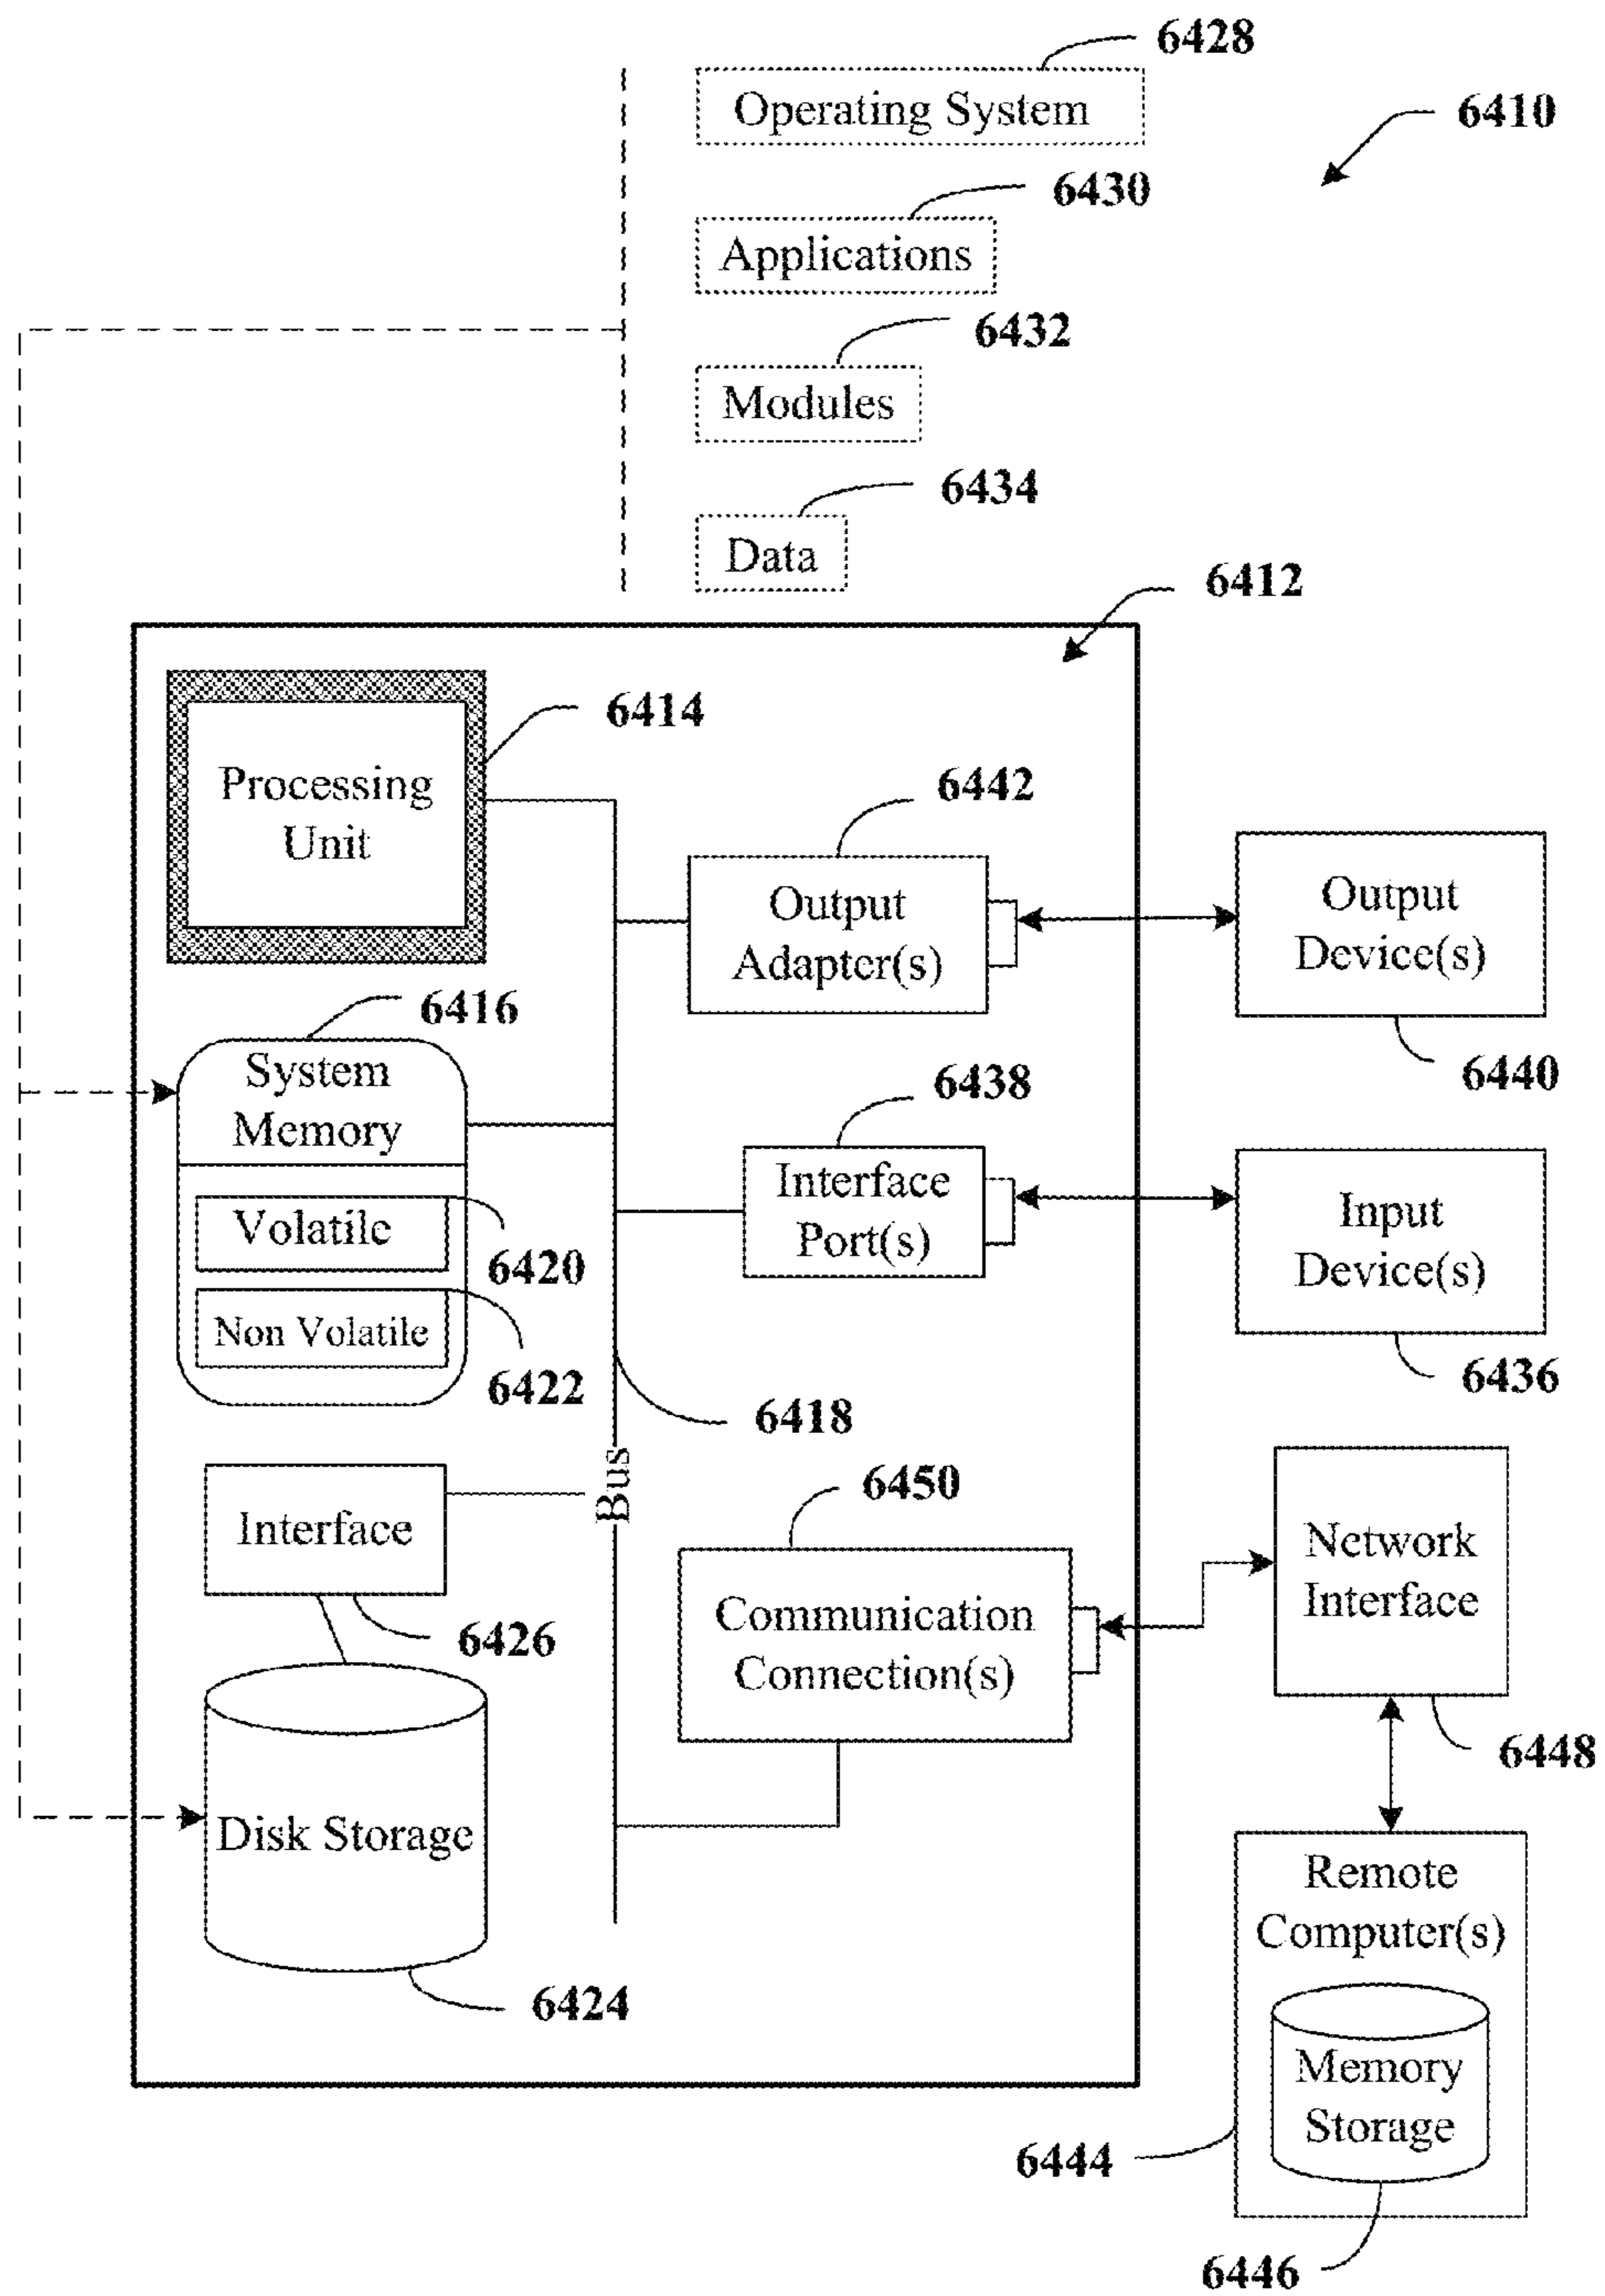 6428
Operating System
6410
6430
Applications
6432
Modules
6434
Data
6412
6414
Processing
Unit
6442
Output
Adapter(s)
Output
Device(s)
6440
6416
System
Memory
Volatile
6420
Non Volatile
6422
6438
Interface
Port(s)
Input
Device(s)
6436
6418
Bus
Interface
6426
6450
Communication
Connection(s)
Network
Interface
6448
Disk Storage
6424
Remote
Computer(s)
Memory
Storage
6444
6446